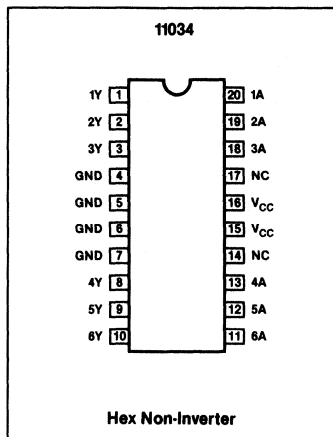 11034
1Y 1 20 1A
2Y 2 19 2A
3Y 3 18 3A
GND 4 17 NC
GND 5 16 VCC
GND 6 15 VCC
GND 7 14 NC
4Y 8 13 4A
5Y 9 12 5A
6Y 10 11 6A
Hex Non-Inverter